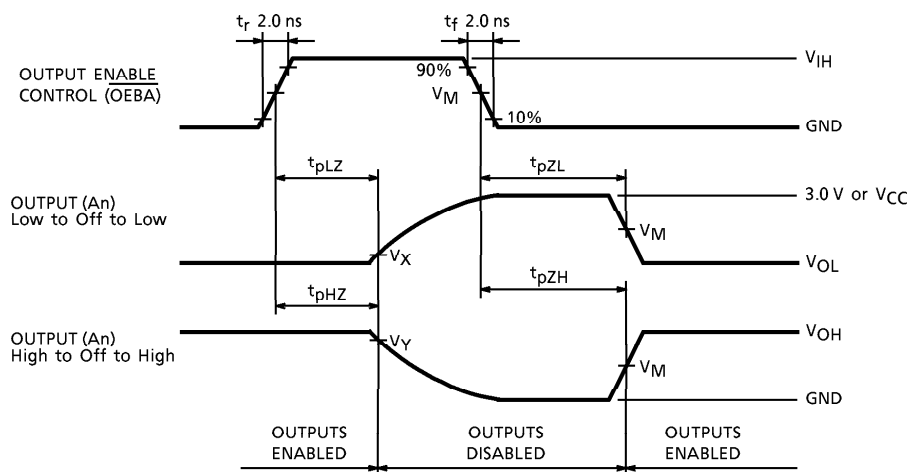 tr 2.0 ns
tf 2.0 ns
OUTPUT ENABLE
CONTROL (O̅E̅B̅A̅)
90%
VM
10%
VIH
GND
tpLZ
tpZL
OUTPUT (An)
Low to Off to Low
3.0 V or VCC
VM
VX
VOL
tpHZ
tpZH
OUTPUT (An)
High to Off to High
VY
VOH
VM
GND
OUTPUTS
ENABLED
OUTPUTS
DISABLED
OUTPUTS
ENABLED